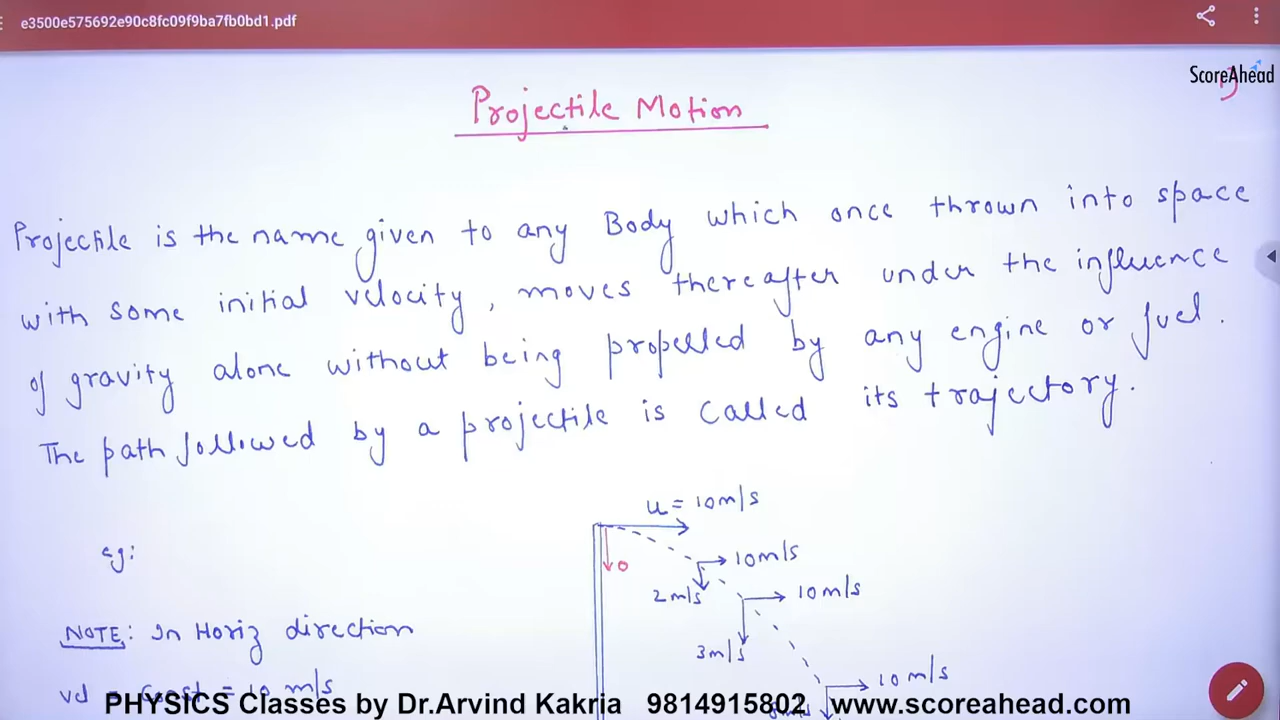 e3500e575692e90c8fc09f9ba7fb0bd1.pdf
ScoreAhead
Projectile Motion
Projectile is the name given to any Body which once thrown into space
with some initial velocity, moves thereafter under the influence
of gravity alone without being propelled by any engine or fuel.
The path followed by a projectile is called its trajectory.
u = 10m/s
eg:
0
10m/s
2m/s
10m/s
NOTE: In Horiz direction
3m/s
10m/s
= 10 m/s
PHYSICS Classes by Dr.Arvind Kakria 9814915802 www.scoreahead.com